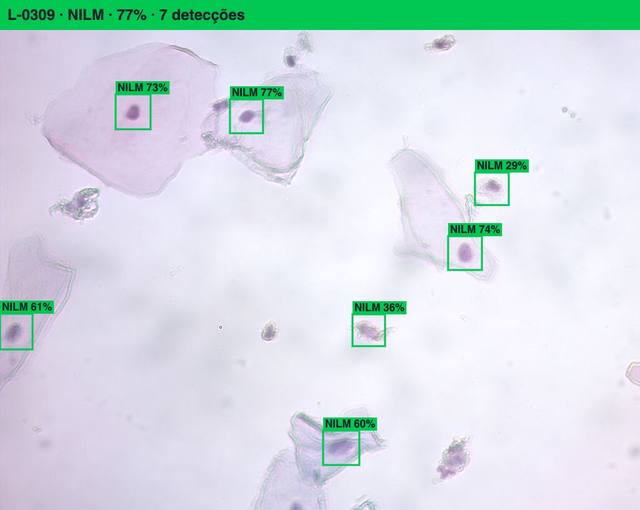 L-0309 · NILM · 77% · 7 detecções
NILM 73%
NILM 77%
NILM 29%
NILM 74%
NILM 61%
NILM 36%
NILM 60%